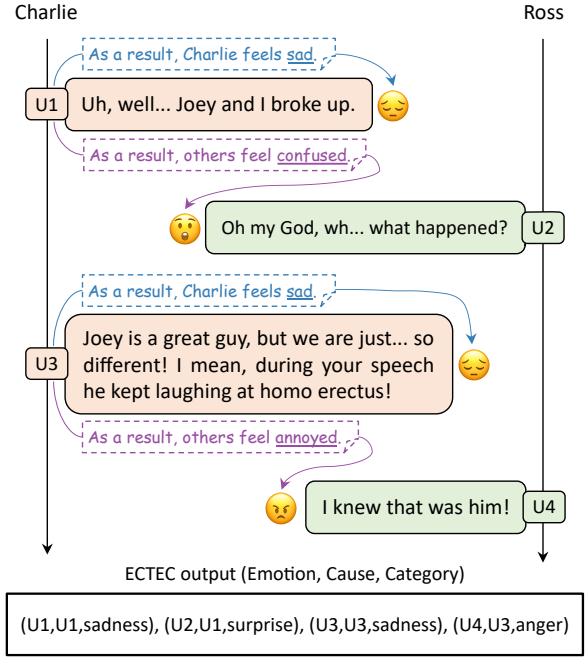 Charlie
Ross
As a result, Charlie feels sad.
U1
Uh, well... Joey and I broke up.
As a result, others feel confused.
Oh my God, wh... what happened?
U2
As a result, Charlie feels sad.
U3
Joey is a great guy, but we are just... so
different! I mean, during your speech
he kept laughing at homo erectus!
As a result, others feel annoyed.
I knew that was him!
U4
ECTEC output (Emotion, Cause, Category)
(U1,U1,sadness), (U2,U1,surprise), (U3,U3,sadness), (U4,U3,anger)